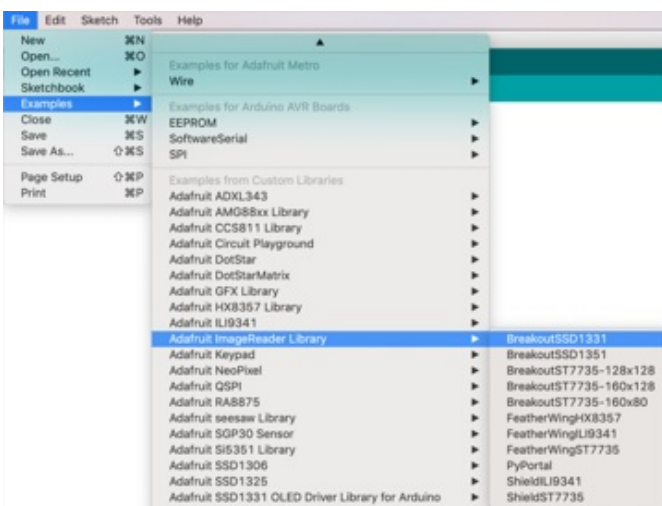 File Edit Sketch Tools Help
New ⌘N
Open... ⌘O
Open Recent
Sketchbook
Examples
Close ⌘W
Save ⌘S
Save As... ⇧⌘S
Page Setup ⇧⌘P
Print ⌘P
Examples for Adafruit Metro
Wire
Examples for Arduino AVR Boards
EEPROM
SoftwareSerial
SPI
Examples from Custom Libraries
Adafruit ADXL343
Adafruit AMG88xx Library
Adafruit CCS811 Library
Adafruit Circuit Playground
Adafruit DotStar
Adafruit DotStarMatrix
Adafruit GFX Library
Adafruit HX8357 Library
Adafruit ILI9341
Adafruit ImageReader Library
Adafruit Keypad
Adafruit NeoPixel
Adafruit QSPI
Adafruit RA8875
Adafruit seesaw Library
Adafruit SGP30 Sensor
Adafruit Si5351 Library
Adafruit SSD1306
Adafruit SSD1325
Adafruit SSD1331 OLED Driver Library for Arduino
BreakoutSSD1331
BreakoutSSD1351
BreakoutST7735-128x128
BreakoutST7735-160x128
BreakoutST7735-160x80
FeatherWingHX8357
FeatherWingILI9341
FeatherWingST7735
PyPortal
ShieldILI9341
ShieldST7735